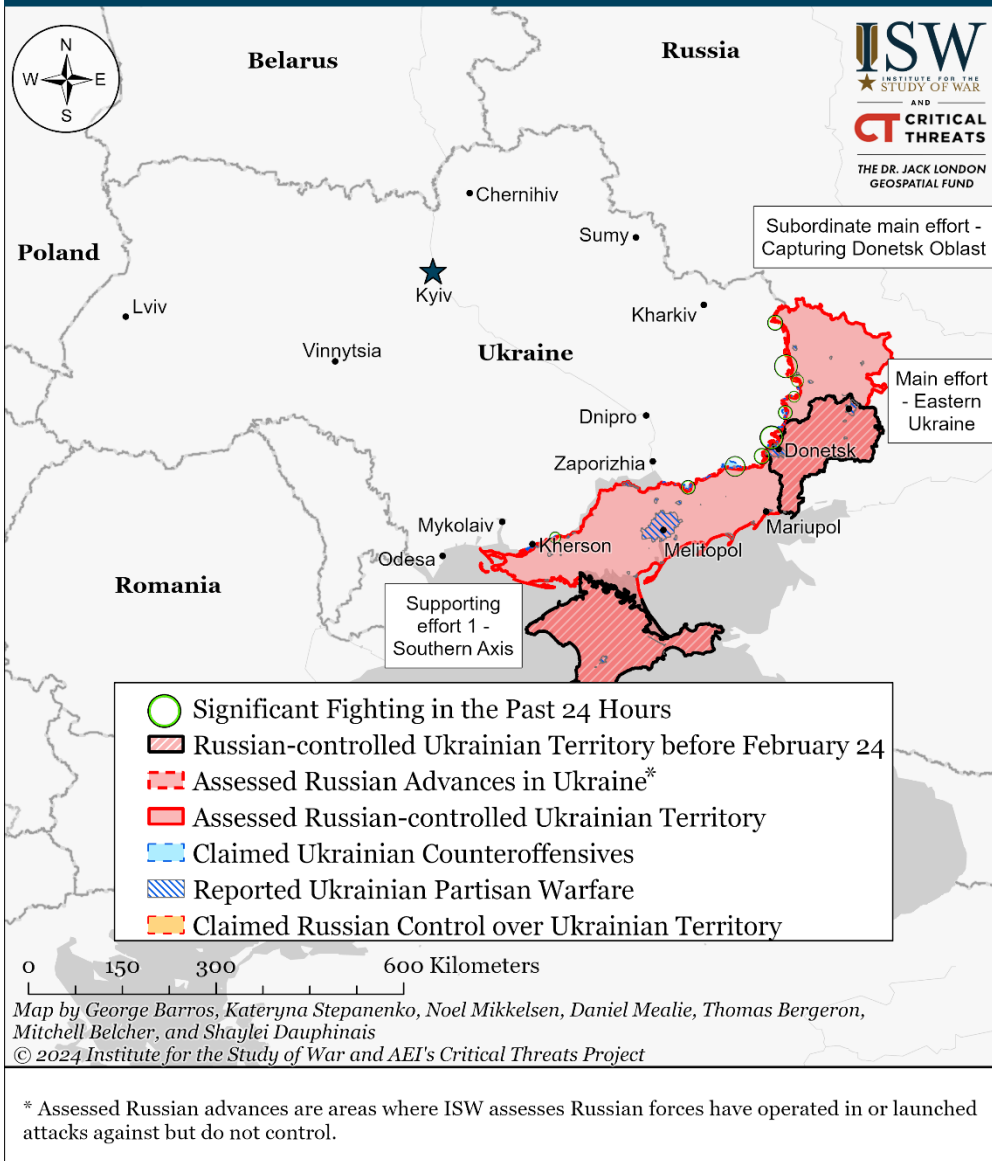 N
W
E
S
Belarus
Russia
ISW
INSTITUTE FOR THE
STUDY OF WAR
AND
CT CRITICAL
THREATS
THE DR. JACK LONDON
GEOSPATIAL FUND
Chernihiv
Sumy
Subordinate main effort -
Capturing Donetsk Oblast
Poland
Kyiv
Lviv
Kharkiv
Vinnytsia
Ukraine
Main effort
- Eastern
Ukraine
Dnipro
Donetsk
Zaporizhia
Mykolaiv
Mariupol
Kherson
Melitopol
Odesa
Romania
Supporting
effort 1 -
Southern Axis
Significant Fighting in the Past 24 Hours
Russian-controlled Ukrainian Territory before February 24
Assessed Russian Advances in Ukraine*
Assessed Russian-controlled Ukrainian Territory
Claimed Ukrainian Counteroffensives
Reported Ukrainian Partisan Warfare
Claimed Russian Control over Ukrainian Territory
0 150 300 600 Kilometers
Map by George Barros, Kateryna Stepanenko, Noel Mikkelsen, Daniel Mealie, Thomas Bergeron,
Mitchell Belcher, and Shaylei Dauphinais
© 2024 Institute for the Study of War and AEI's Critical Threats Project
* Assessed Russian advances are areas where ISW assesses Russian forces have operated in or launched
attacks against but do not control.